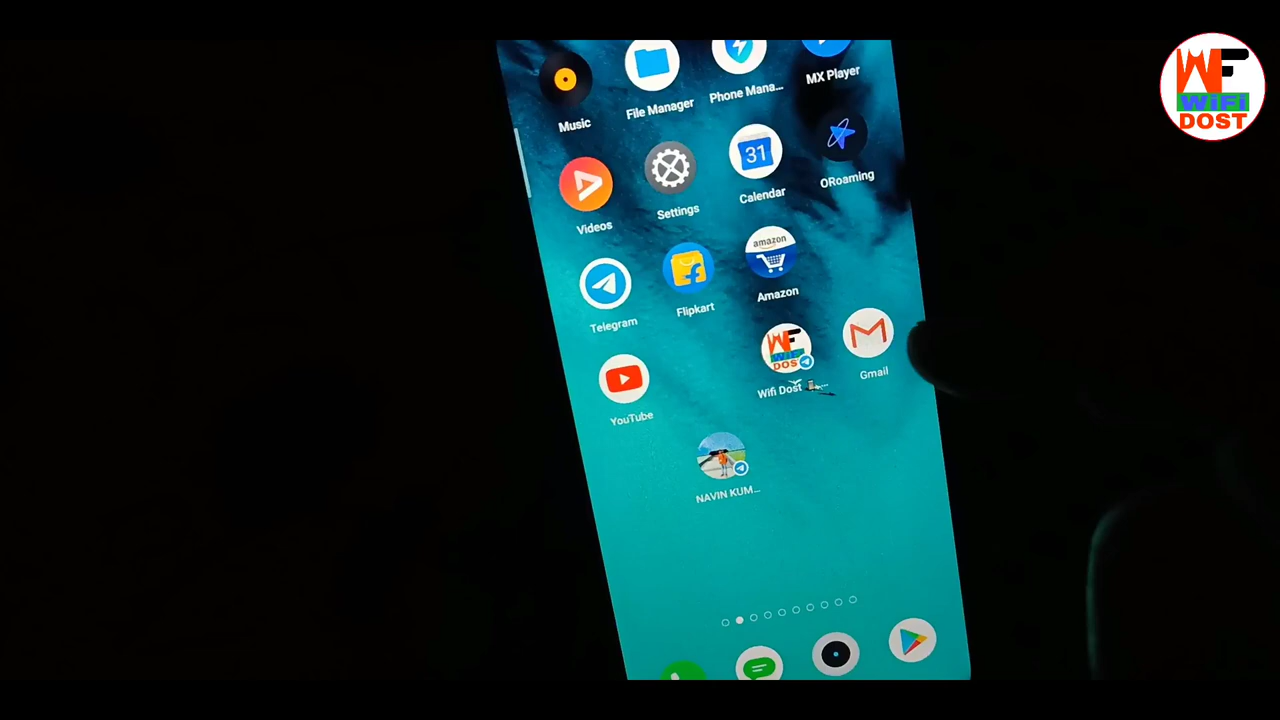 WF
WiFi
DOST
MX Player
Phone Mana...
File Manager
Music
31
ORoaming
Calendar
Settings
Videos
amazon
Amazon
Flipkart
Telegram
WF
DOS
Gmail
Wifi Dost ...
YouTube
NAVIN KUM...